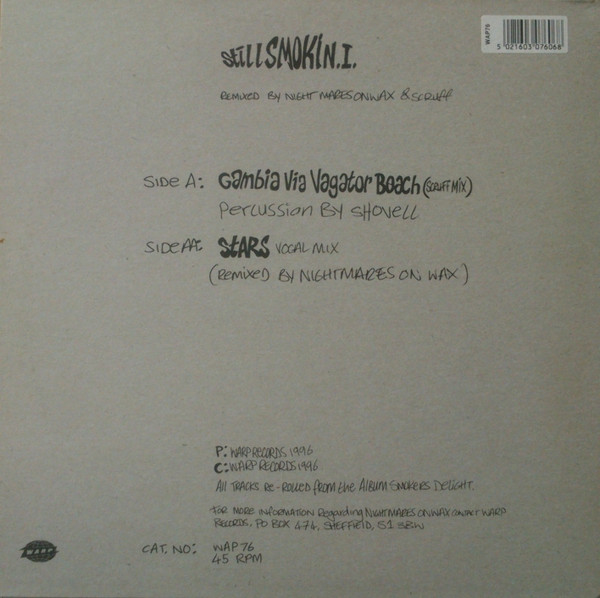 Still SMOKIN.I.
WAP76
5 021603 076068
REMIXED BY NIGHTMARES ON WAX & SCRUFF
SIDE A: Gambia Via Vagator Beach (SCRUFF MIX)
Percussion By SHOVELL
SIDE AA: STARS VOCAL MIX
(REMIXED BY NIGHTMARES ON WAX)
P: WARP RECORDS 1996
C: WARP RECORDS 1996
All TRACKS RE-ROLLED FROM the AlBUM SMOKERS DELIGHT.
FOR MORE INFORMATION REGARDING NIGHTMARES ON WAX CONTACT WARP
RECORDS, PO BOX 474, SHEFFIELD, S1 3BW
WARP
CAT. NO: WAP 76
45 RPM